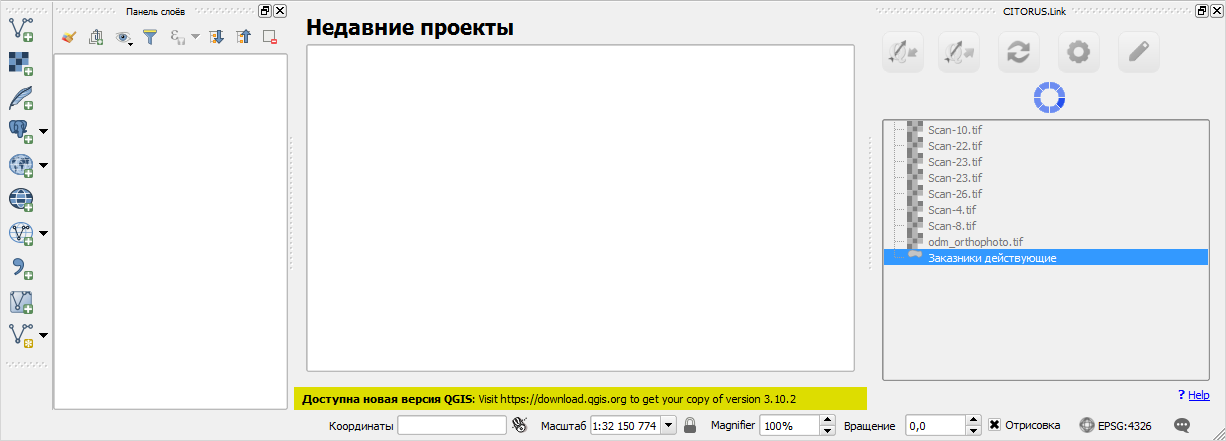 Панель слоёв
Недавние проекты
CITORUS.Link
Scan-10.tif
Scan-22.tif
Scan-23.tif
Scan-23.tif
Scan-26.tif
Scan-4.tif
Scan-8.tif
odm_orthophoto.tif
Заказники действующие
? Help
Доступна новая версия QGIS: Visit https://download.qgis.org to get your copy of version 3.10.2
Координаты Масштаб 1:32 150 774 Magnifier 100% Вращение 0,0 Отрисовка EPSG:4326